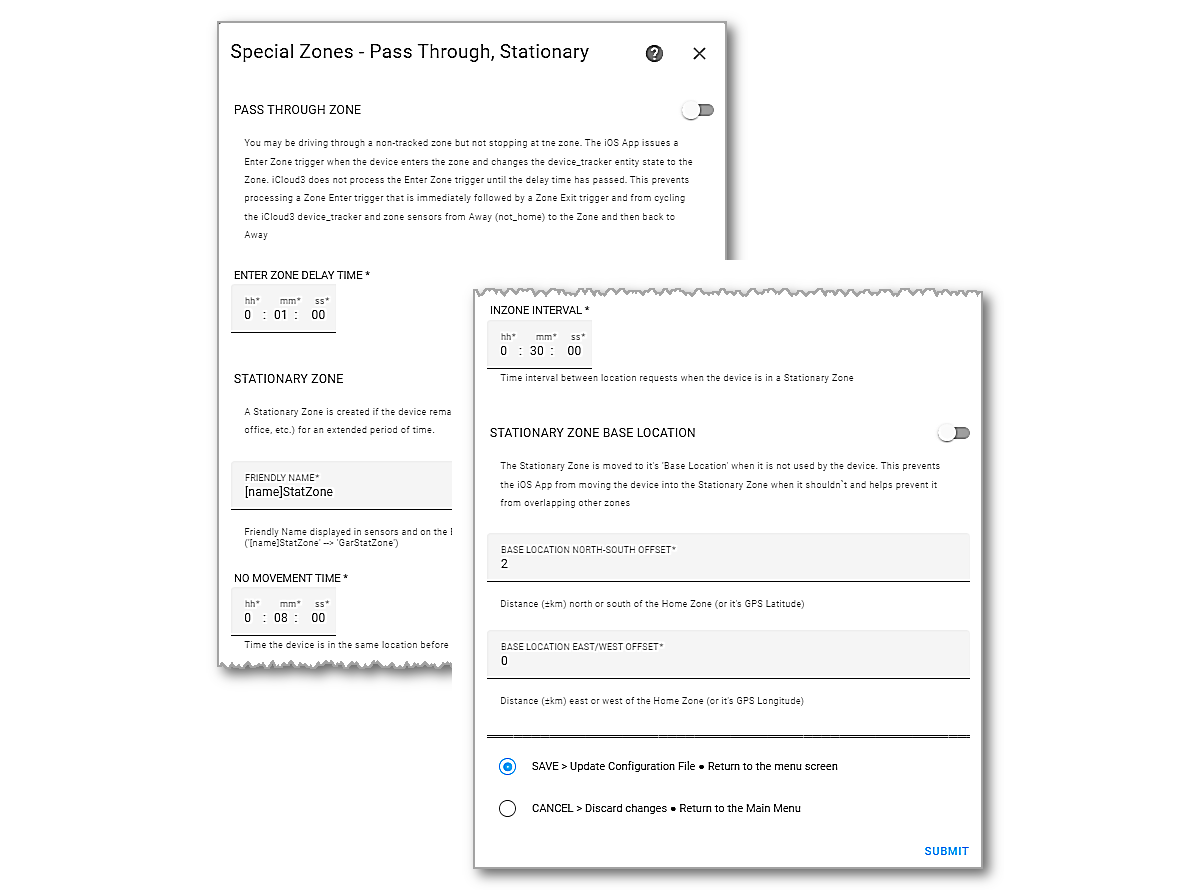 Special Zones - Pass Through, Stationary
PASS THROUGH ZONE
You may be driving through a non-tracked zone but not stopping at tne zone. The iOS App issues a
Enter Zone trigger when the device enters the zone and changes the device_tracker entity state to the
Zone. iCloud3 does not process the Enter Zone trigger until the delay time has passed. This prevents
processing a Zone Enter trigger that is immediately followed by a Zone Exit trigger and from cycling
the iCloud3 device_tracker and zone sensors from Away (not_home) to the Zone and then back to
Away
ENTER ZONE DELAY TIME *
hh* mm* ss*
0 : 01 : 00
STATIONARY ZONE
A Stationary Zone is created if the device rema
office, etc.) for an extended period of time.
FRIENDLY NAME*
[name]StatZone
Friendly Name displayed in sensors and on the
('[name]StatZone' --> 'GarStatZone')
NO MOVEMENT TIME *
hh* mm* ss*
0 : 08 : 00
Time the device is in the same location before
INZONE INTERVAL *
hh* mm* ss*
0 : 30 : 00
Time interval between location requests when the device is in a Stationary Zone
STATIONARY ZONE BASE LOCATION
The Stationary Zone is moved to it's 'Base Location' when it is not used by the device. This prevents
the iOS App from moving the device into the Stationary Zone when it shouldn`t and helps prevent it
from overlapping other zones
BASE LOCATION NORTH-SOUTH OFFSET*
2
Distance (±km) north or south of the Home Zone (or it's GPS Latitude)
BASE LOCATION EAST/WEST OFFSET*
0
Distance (±km) east or west of the Home Zone (or it's GPS Longitude)
SAVE > Update Configuration File ● Return to the menu screen
CANCEL > Discard changes ● Return to the Main Menu
SUBMIT